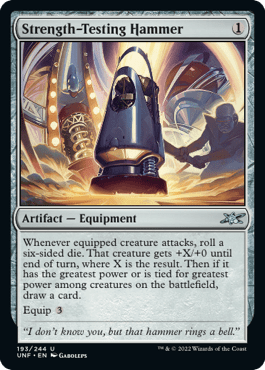 Strength-Testing Hammer 1
Artifact — Equipment
Whenever equipped creature attacks, roll a
six-sided die. That creature gets +X/+0 until
end of turn, where X is the result. Then if it
has the greatest power or is tied for greatest
power among creatures on the battlefield,
draw a card.
Equip 3
“I don’t know you, but that hammer rings a bell.”
193/244 U
UNF • EN Gaboleps
™ & © 2022 Wizards of the Coast